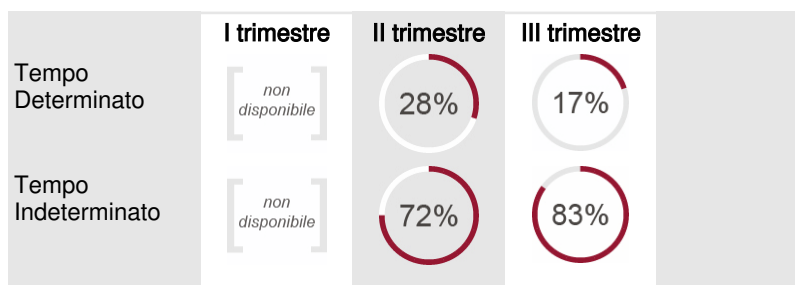 I trimestre II trimestre III trimestre
Tempo
Determinato
non
disponibile
28%
17%
Tempo
Indeterminato
non
disponibile
72%
83%